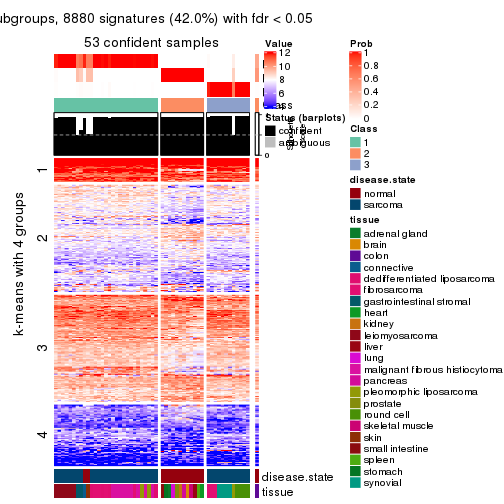 ubgroups, 8880 signatures (42.0%) with fdr < 0.05
53 confident samples
k-means with 4 groups
1
2
3
4
Value
12
10
8
6
Status (barplots)
confident
ambiguous
0
Prob
1
0.8
0.6
0.4
0.2
0
Class
1
2
3
disease.state
normal
sarcoma
tissue
adrenal gland
brain
colon
connective
dedifferentiated liposarcoma
fibrosarcoma
gastrointestinal stromal
heart
kidney
leiomyosarcoma
liver
lung
malignant fibrous histiocytoma
pancreas
pleomorphic liposarcoma
prostate
round cell
skeletal muscle
skin
small intestine
spleen
stomach
synovial
disease.state
tissue